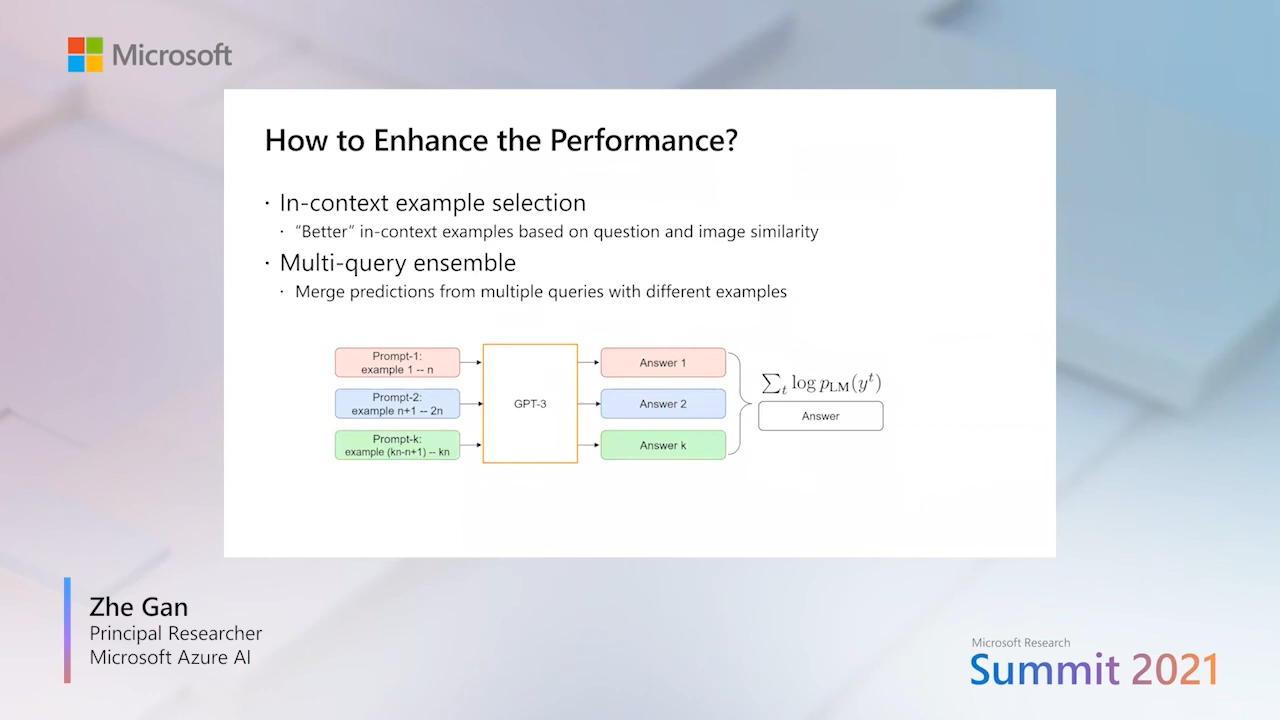 Microsoft
How to Enhance the Performance?
· In-context example selection
· “Better” in-context examples based on question and image similarity
· Multi-query ensemble
· Merge predictions from multiple queries with different examples
Prompt-1:
example 1 -- n
Prompt-2:
example n+1 -- 2n
Prompt-k:
example (kn-n+1) -- kn
GPT-3
Answer 1
Answer 2
Answer k
∑_t log p_LM(y^t)
Answer
Zhe Gan
Principal Researcher
Microsoft Azure AI
Microsoft Research
Summit 2021